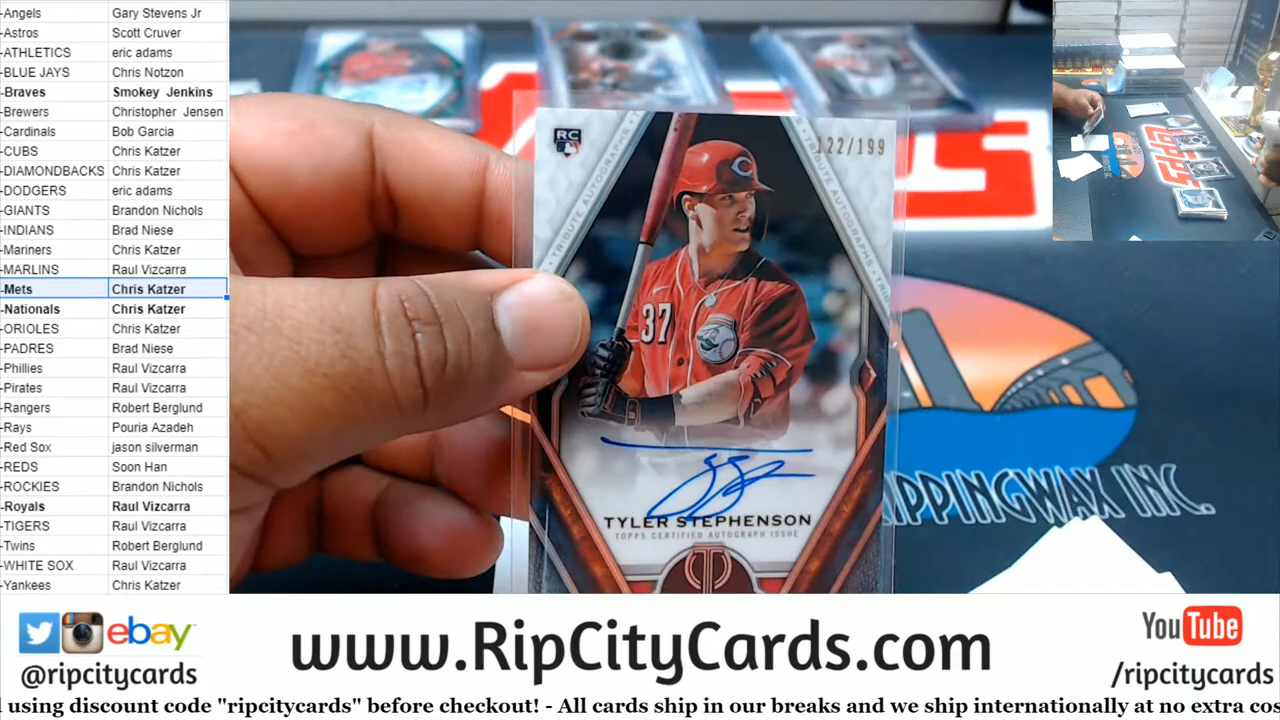 -Angels Gary Stevens Jr
-Astros Scott Cruver
-ATHLETICS eric adams
-BLUE JAYS Chris Notzon
-Braves Smokey Jenkins
-Brewers Christopher Jensen
-Cardinals Bob Garcia
-CUBS Chris Katzer
-DIAMONDBACKS Chris Katzer
-DODGERS eric adams
-GIANTS Brandon Nichols
-INDIANS Brad Niese
-Mariners Chris Katzer
-MARLINS Raul Vizcarra
-Mets Chris Katzer
-Nationals Chris Katzer
-ORIOLES Chris Katzer
-PADRES Brad Niese
-Phillies Raul Vizcarra
-Pirates Raul Vizcarra
-Rangers Robert Berglund
-Rays Pouria Azadeh
-Red Sox jason silverman
-REDS Soon Han
-ROCKIES Brandon Nichols
-Royals Raul Vizcarra
-TIGERS Raul Vizcarra
-Twins Robert Berglund
-WHITE SOX Raul Vizcarra
-Yankees Chris Katzer
RC
122/199
TRIBUTE AUTOGRAPHS
TRIBUTE AUTOGRAPHS
C
37
TYLER STEPHENSON
TOPPS CERTIFIED AUTOGRAPH ISSUE
IPPINGWAX INC.
TOPPS
ebay
@ripcitycards
www.RipCityCards.com
YouTube
/ripcitycards
using discount code "ripcitycards" before checkout! - All cards ship in our breaks and we ship internationally at no extra cos